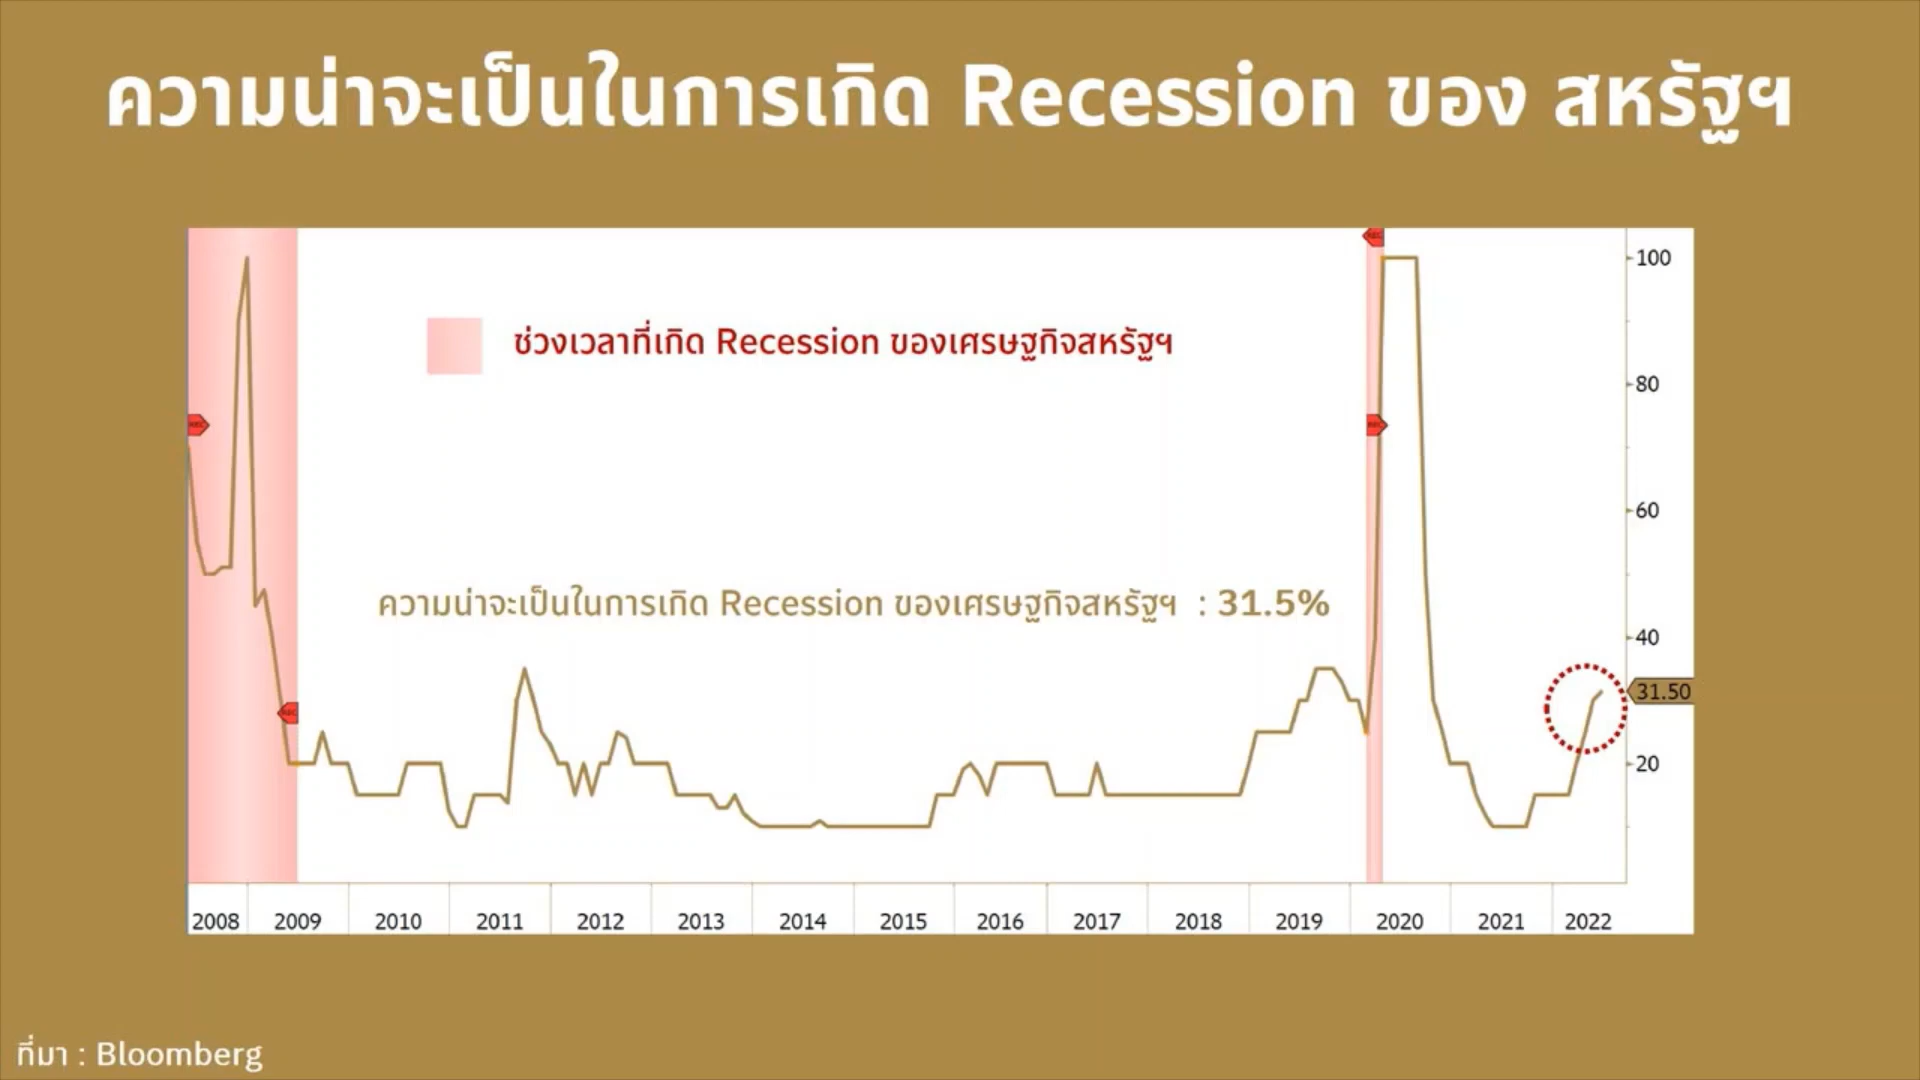 ความน่าจะเป็นในการเกิด Recession ของ สหรัฐฯ
ช่วงเวลาที่เกิด Recession ของเศรษฐกิจสหรัฐฯ
ความน่าจะเป็นในการเกิด Recession ของเศรษฐกิจสหรัฐฯ : 31.5%
100
80
60
40
31.50
20
2008 2009 2010 2011 2012 2013 2014 2015 2016 2017 2018 2019 2020 2021 2022
ที่มา : Bloomberg